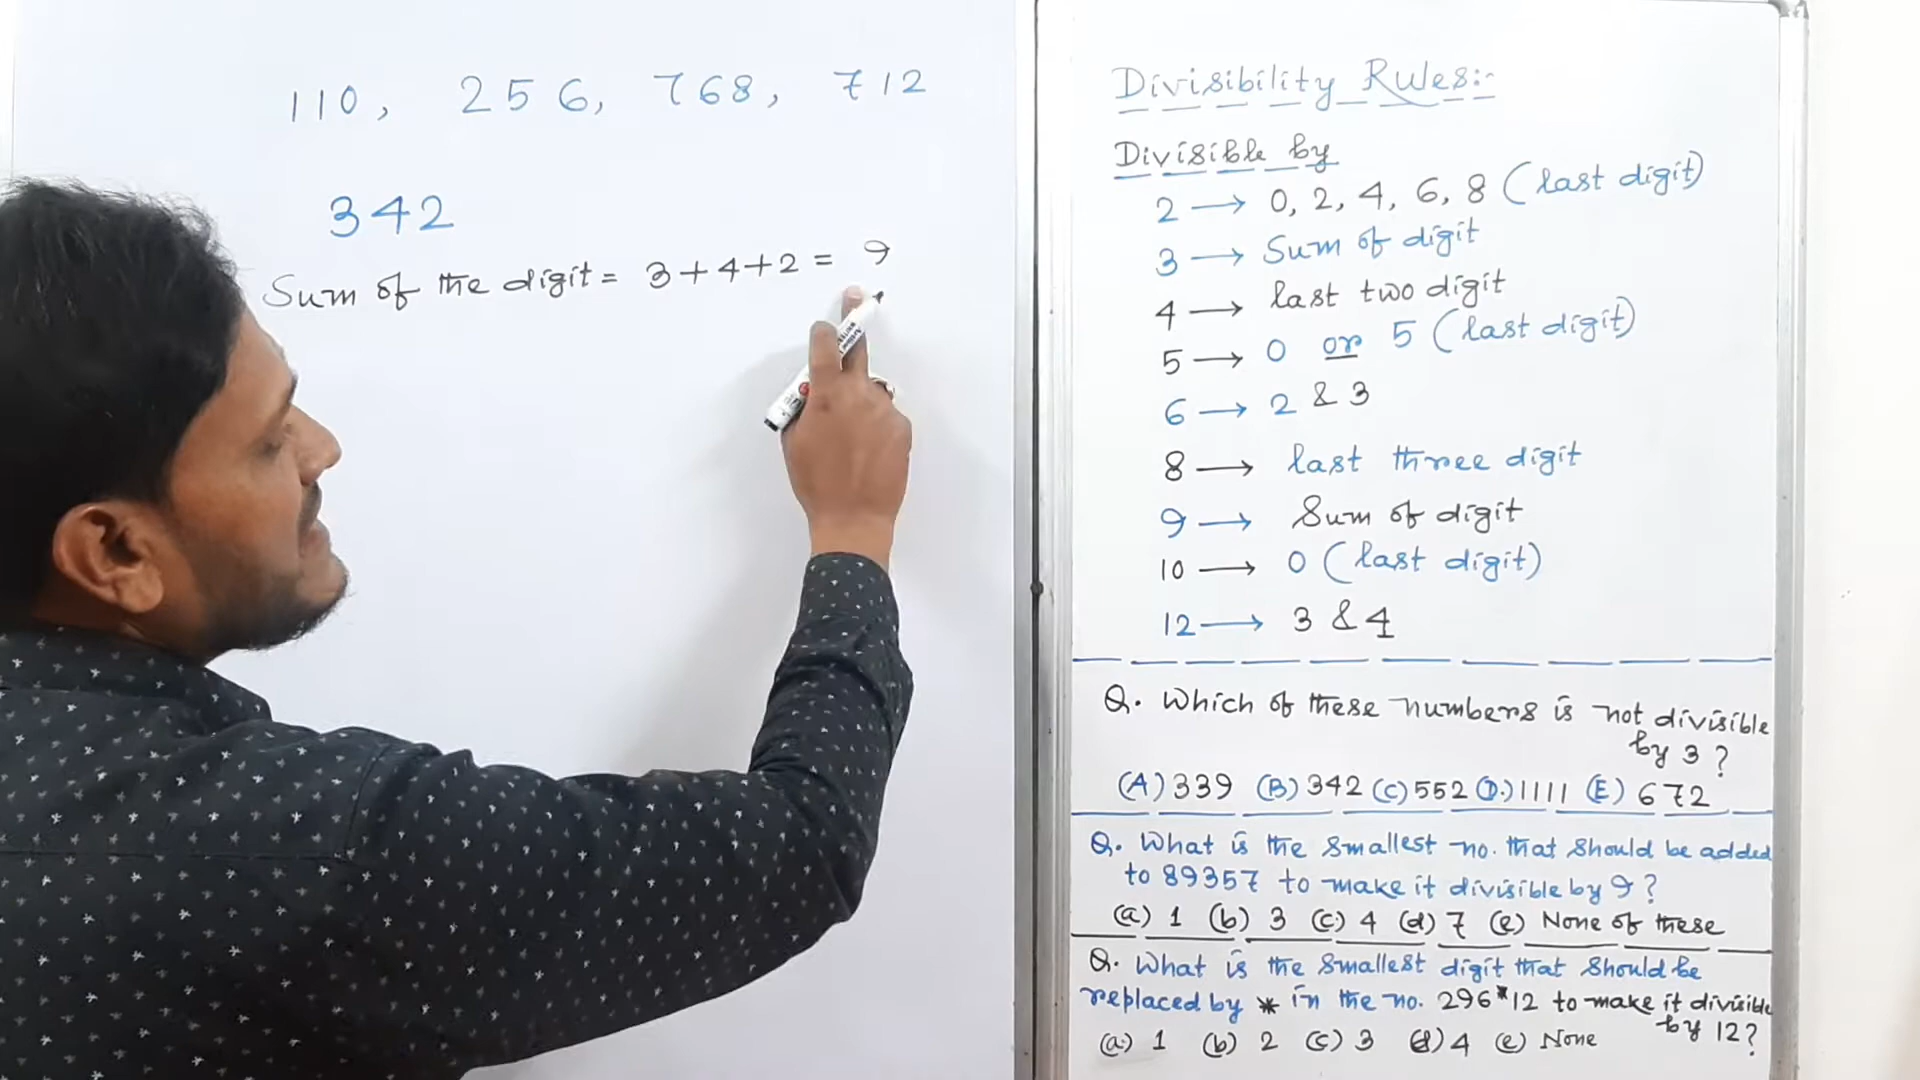 110, 256, 768, 712
342
Sum of the digit = 3+4+2 = 9
Divisibility Rules:-
Divisible by
2 → 0, 2, 4, 6, 8 (last digit)
3 → Sum of digit
4 → last two digit
5 → 0 or 5 (last digit)
6 → 2 & 3
8 → last three digit
9 → Sum of digit
10 → 0 (last digit)
12 → 3 & 4
Q. Which of these numbers is not divisible
by 3 ?
(A) 339 (B) 342 (C) 552 (D.) 1111 (E) 672
Q. What is the smallest no. that should be added
to 89357 to make it divisible by 9 ?
(a) 1 (b) 3 (c) 4 (d) 7 (e) None of these
Q. What is the smallest digit that should be
replaced by * in the no. 296*12 to make it divisible
by 12?
(a.) 1 (b) 2 (c) 3 (d) 4 (e) None